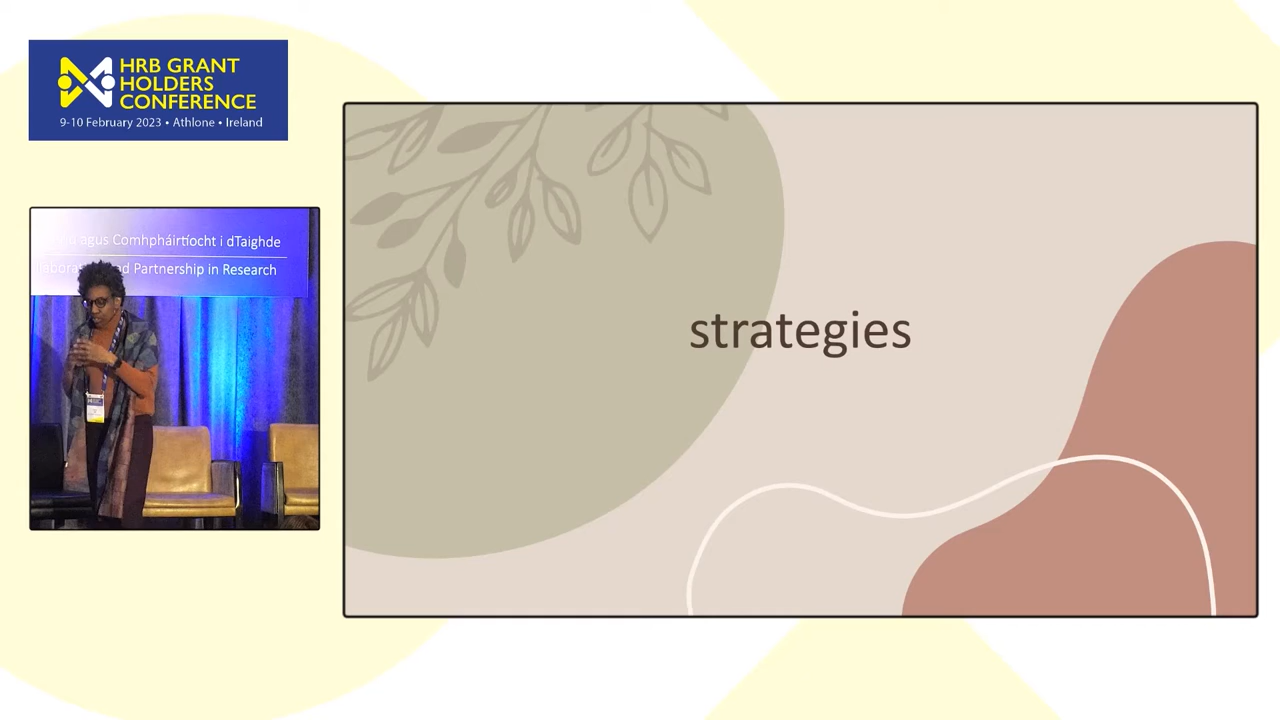 HRB GRANT
HOLDERS
CONFERENCE
9-10 February 2023 • Athlone • Ireland
agus Comhpháirtíocht i dTaighde
Partnership in Research
strategies